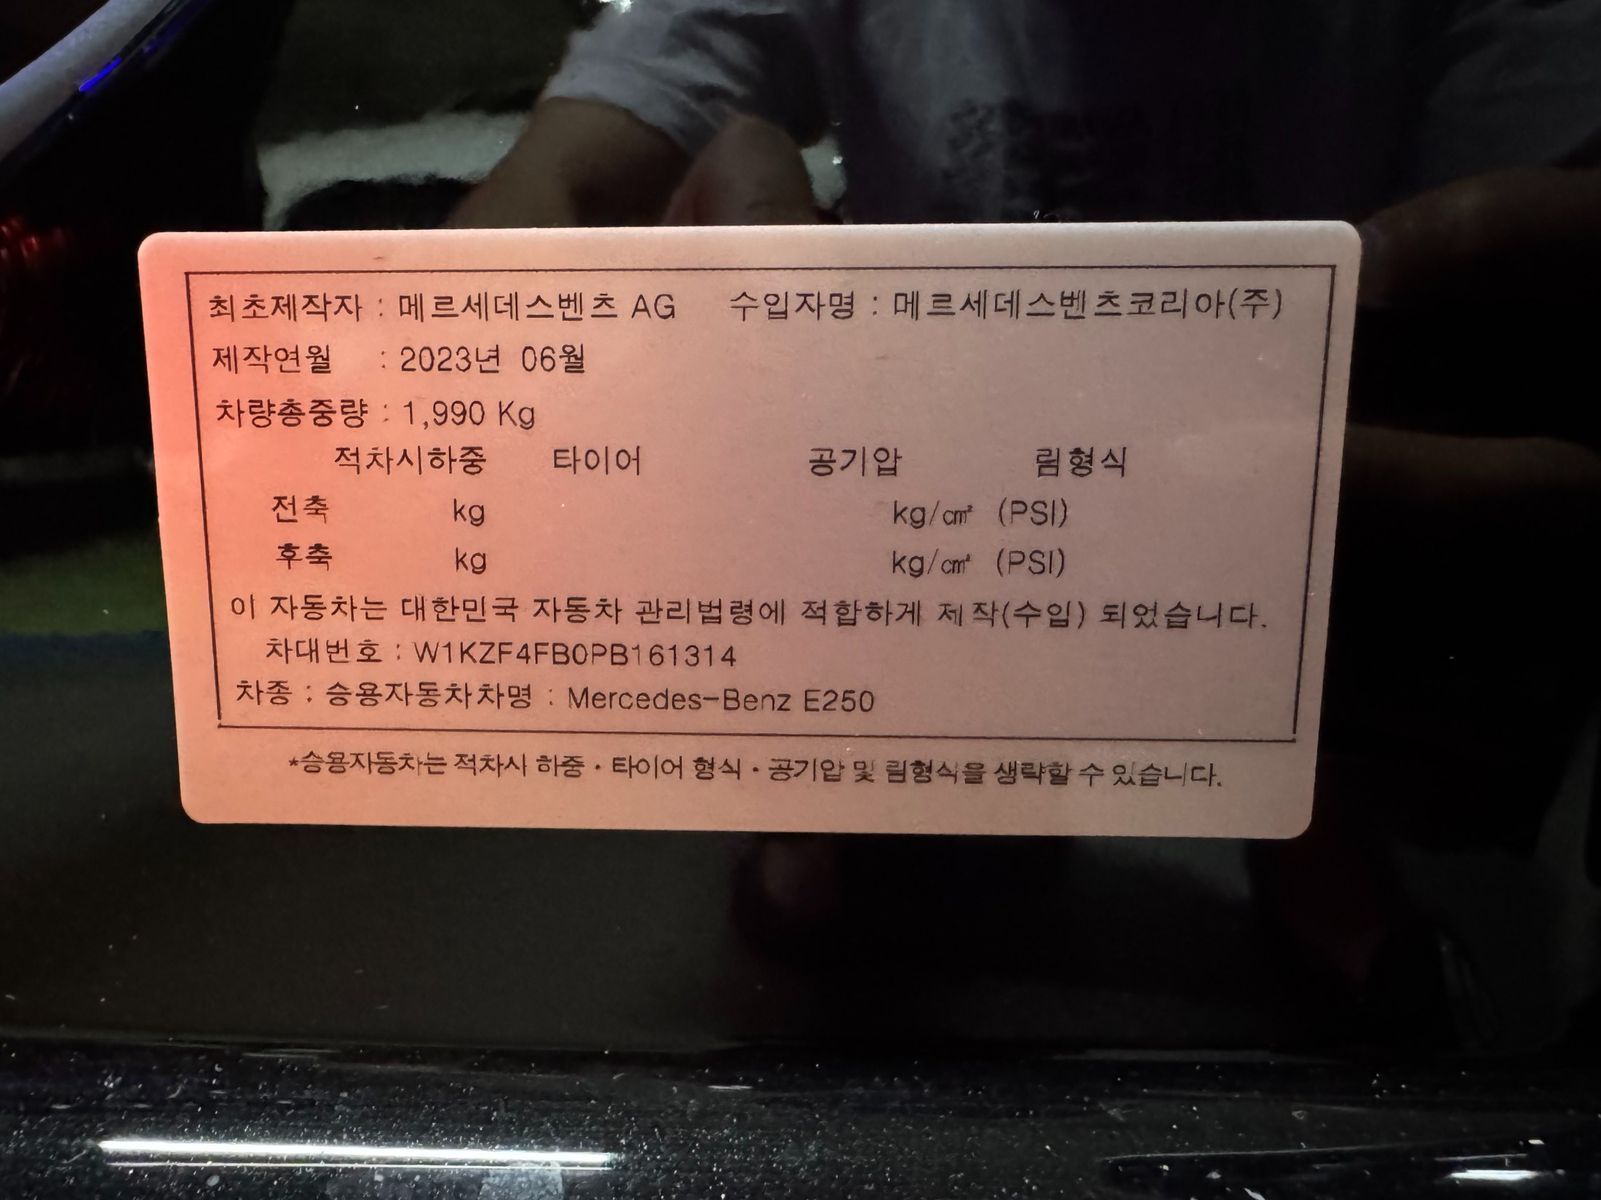 최초제작자 : 메르세데스벤츠 AG 수입자명 : 메르세데스벤츠코리아(주)
제작연월 : 2023년 06월
차량총중량 : 1,990 Kg
적차시하중 타이어 공기압 림형식
전축 kg kg/㎠ (PSI)
후축 kg kg/㎠ (PSI)
이 자동차는 대한민국 자동차 관리법령에 적합하게 제작(수입) 되었습니다.
차대번호 : W1KZF4FB0PB161314
차종 : 승용자동차차명 : Mercedes-Benz E250
*승용자동차는 적차시 하중·타이어 형식·공기압 및 림형식을 생략할 수 있습니다.